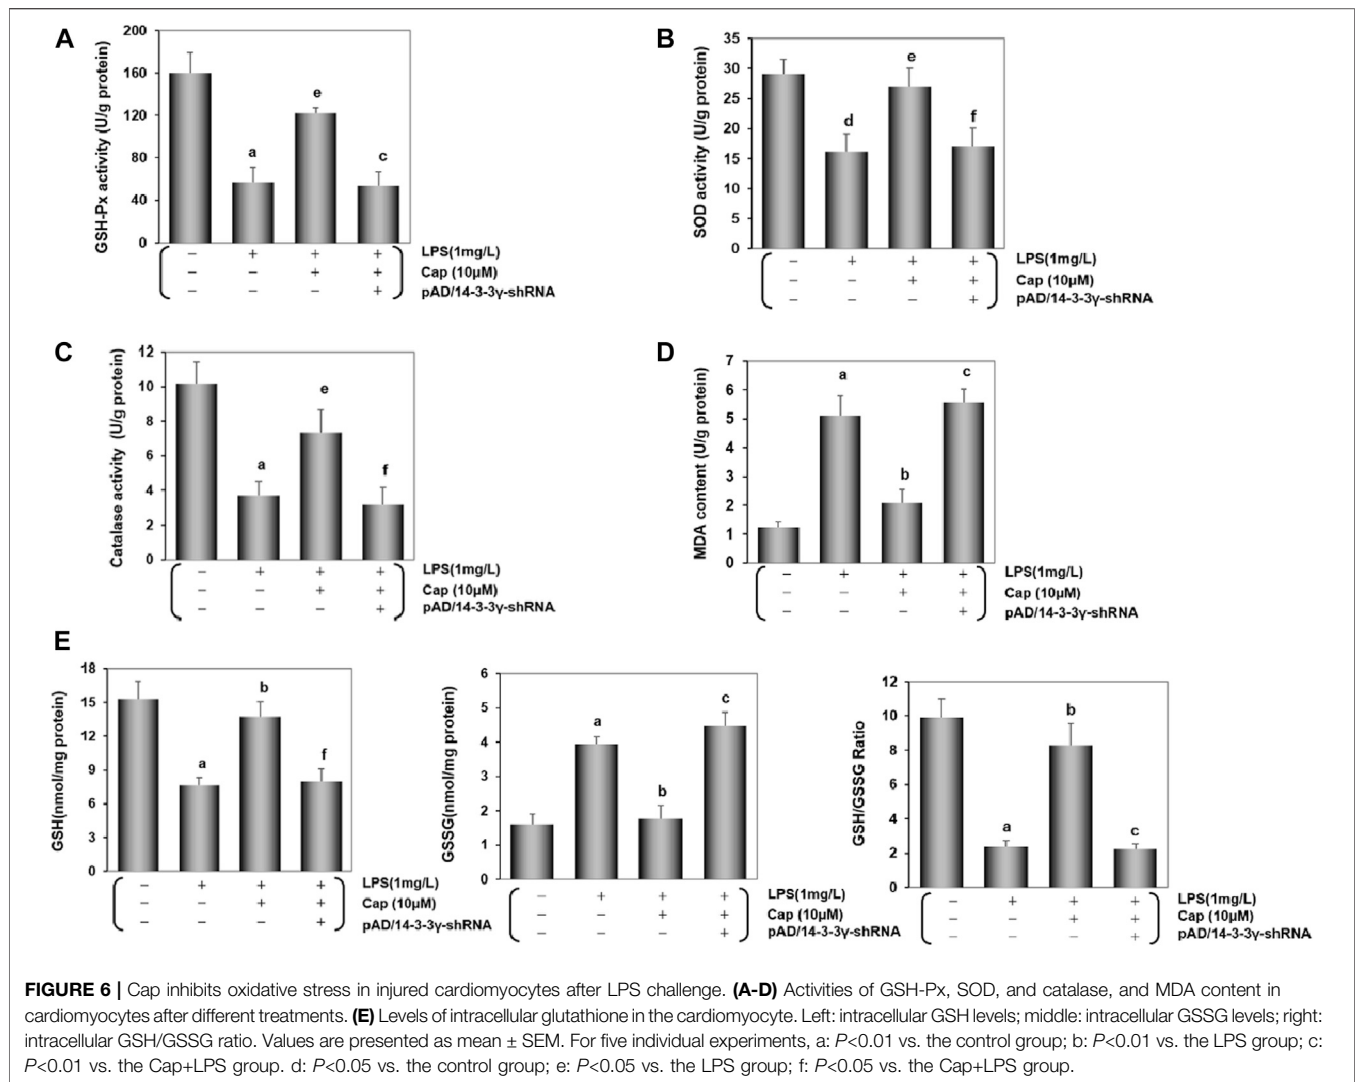 A
GSH-Px activity (U/g protein)
200
160
120
80
40
0
a
e
c
− + + + LPS(1mg/L)
− − + + Cap (10μM)
− − − + pAD/14-3-3γ-shRNA
B
SOD activity (U/g protein)
35
30
25
20
15
10
5
0
d
e
f
− + + + LPS(1mg/L)
− − + + Cap (10μM)
− − − + pAD/14-3-3γ-shRNA
C
Catalase activity (U/g protein)
12
10
8
6
4
2
0
a
e
f
− + + + LPS(1mg/L)
− − + + Cap (10μM)
− − − + pAD/14-3-3γ-shRNA
D
MDA content (U/g protein)
7
6
5
4
3
2
1
0
a
b
c
− + + + LPS(1mg/L)
− − + + Cap (10μM)
− − − + pAD/14-3-3γ-shRNA
E
GSH(nmol/mg protein)
18
15
12
9
6
3
0
a
b
f
− + + + LPS(1mg/L)
− − + + Cap (10μM)
− − − + pAD/14-3-3γ-shRNA
GSSG(nmol/mg protein)
6
5
4
3
2
1
0
a
b
c
− + + + LPS(1mg/L)
− − + + Cap (10μM)
− − − + pAD/14-3-3γ-shRNA
GSH/GSSG Ratio
12
10
8
6
4
2
0
a
b
c
− + + + LPS(1mg/L)
− − + + Cap (10μM)
− − − + pAD/14-3-3γ-shRNA
FIGURE 6 | Cap inhibits oxidative stress in injured cardiomyocytes after LPS challenge. (A-D) Activities of GSH-Px, SOD, and catalase, and MDA content in
cardiomyocytes after different treatments. (E) Levels of intracellular glutathione in the cardiomyocyte. Left: intracellular GSH levels; middle: intracellular GSSG levels; right:
intracellular GSH/GSSG ratio. Values are presented as mean ± SEM. For five individual experiments, a: P<0.01 vs. the control group; b: P<0.01 vs. the LPS group; c:
P<0.01 vs. the Cap+LPS group. d: P<0.05 vs. the control group; e: P<0.05 vs. the LPS group; f: P<0.05 vs. the Cap+LPS group.